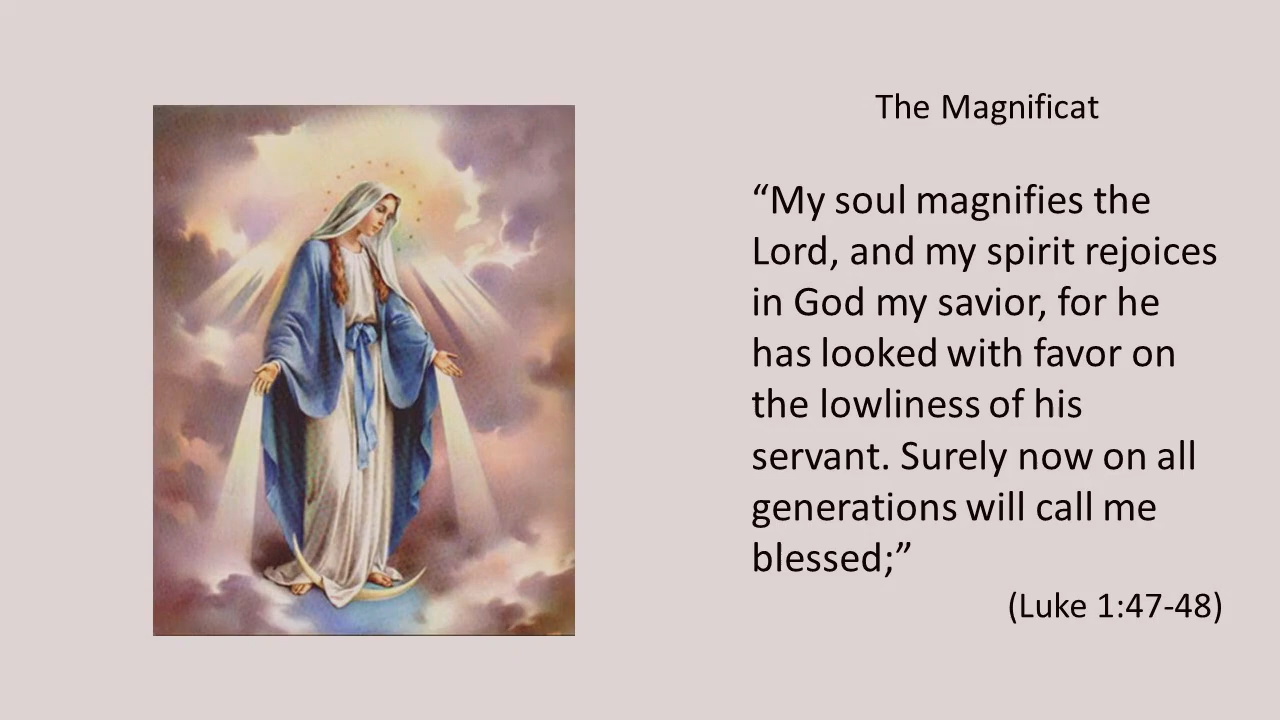 The Magnificat
“My soul magnifies the
Lord, and my spirit rejoices
in God my savior, for he
has looked with favor on
the lowliness of his
servant. Surely now on all
generations will call me
blessed;”
(Luke 1:47-48)